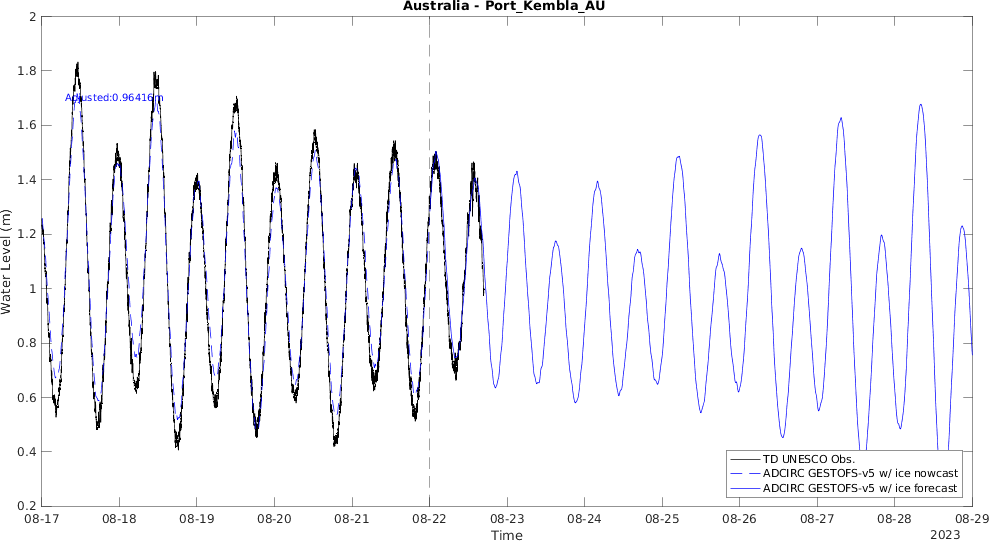 Australia - Port_Kembla_AU
2
1.8
Adjusted:0.96416m
1.6
1.4
1.2
Water Level (m)
1
0.8
0.6
0.4
0.2
TD UNESCO Obs.
ADCIRC GESTOFS-v5 w/ ice nowcast
ADCIRC GESTOFS-v5 w/ ice forecast
08-17 08-18 08-19 08-20 08-21 08-22 08-23 08-24 08-25 08-26 08-27 08-28 08-29
Time
2023